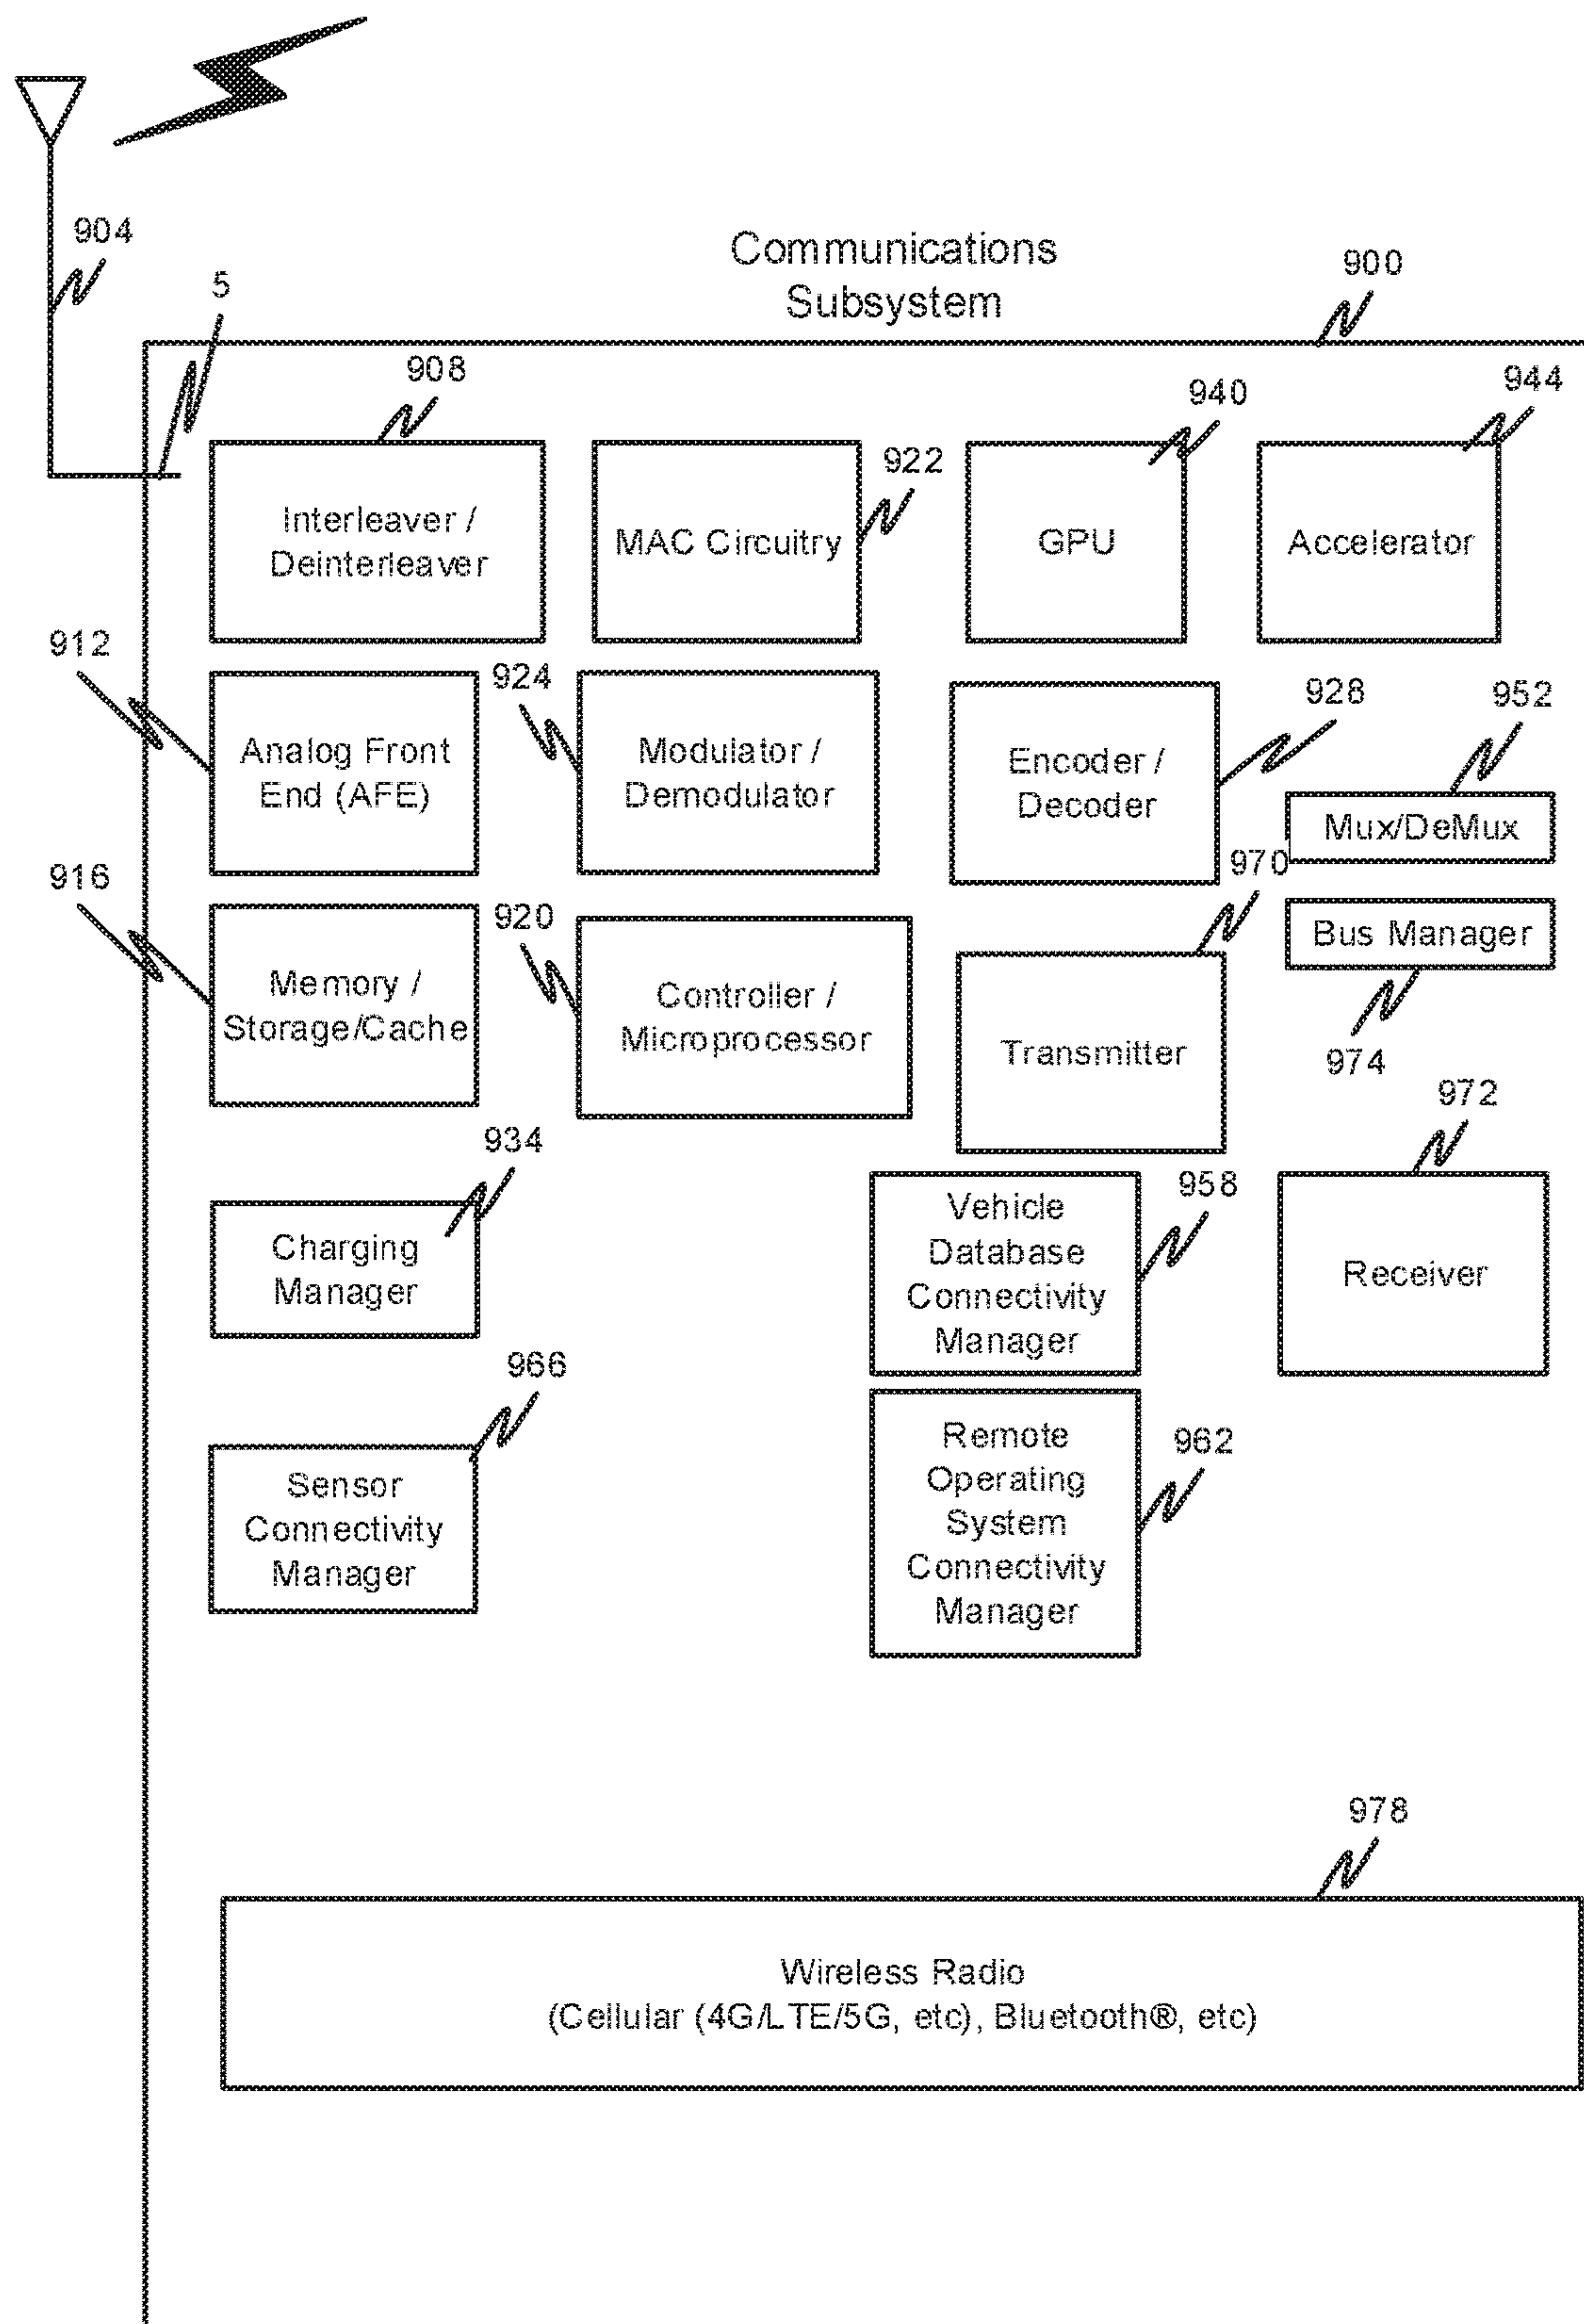 904
5
Communications
Subsystem
900
908
922
940
944
Interleaver /
Deinterleaver
MAC Circuitry
GPU
Accelerator
912
924
928
952
Analog Front
End (AFE)
Modulator /
Demodulator
Encoder /
Decoder
Mux/DeMux
916
920
970
Bus Manager
974
Memory /
Storage/Cache
Controller /
Microprocessor
Transmitter
972
934
958
Charging
Manager
Vehicle
Database
Connectivity
Manager
Receiver
966
962
Sensor
Connectivity
Manager
Remote
Operating
System
Connectivity
Manager
978
Wireless Radio
(Cellular (4G/LTE/5G, etc), Bluetooth®, etc)